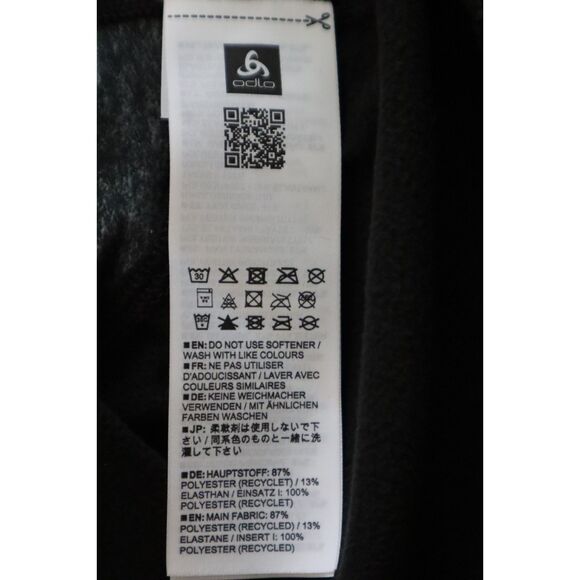 odlo
30
■EN: DO NOT USE SOFTENER /
WASH WITH LIKE COLOURS
■FR: NE PAS UTILISER
D'ADOUCISSANT / LAVER AVEC
COULEURS SIMILAIRES
■DE: KEINE WEICHMACHER
VERWENDEN / MIT ÄHNLICHEN
FARBEN WASCHEN
■JP: 柔軟剤は使用しないで下
さい / 同系色のものと一緒に洗
濯して下さい
■DE: HAUPTSTOFF: 87%
POLYESTER (RECYCLET) / 13%
ELASTHAN / EINSATZ I: 100%
POLYESTER (RECYCLET)
■EN: MAIN FABRIC: 87%
POLYESTER (RECYCLED) / 13%
ELASTANE / INSERT I: 100%
POLYESTER (RECYCLED)